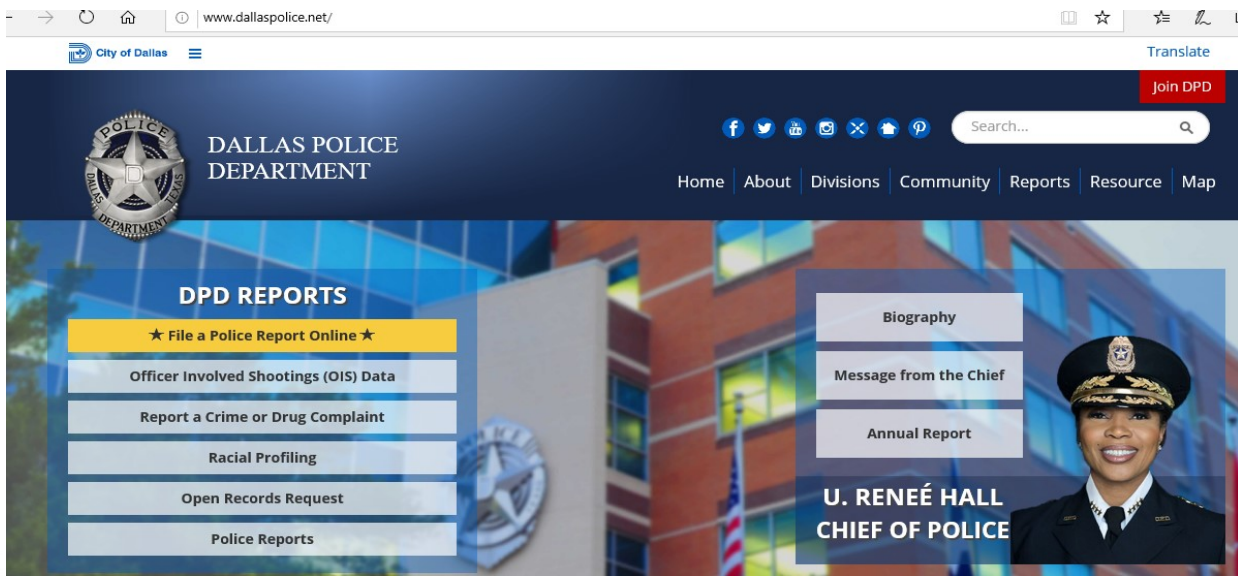 www.dallaspolice.net/
City of Dallas
Translate
Join DPD
POLICE
D
DALLAS
TEXAS
DEPARTMENT
DALLAS POLICE
DEPARTMENT
Search...
Home About Divisions Community Reports Resource Map
DPD REPORTS
★ File a Police Report Online ★
Officer Involved Shootings (OIS) Data
Report a Crime or Drug Complaint
Racial Profiling
Open Records Request
Police Reports
Biography
Message from the Chief
Annual Report
U. RENEÉ HALL
CHIEF OF POLICE